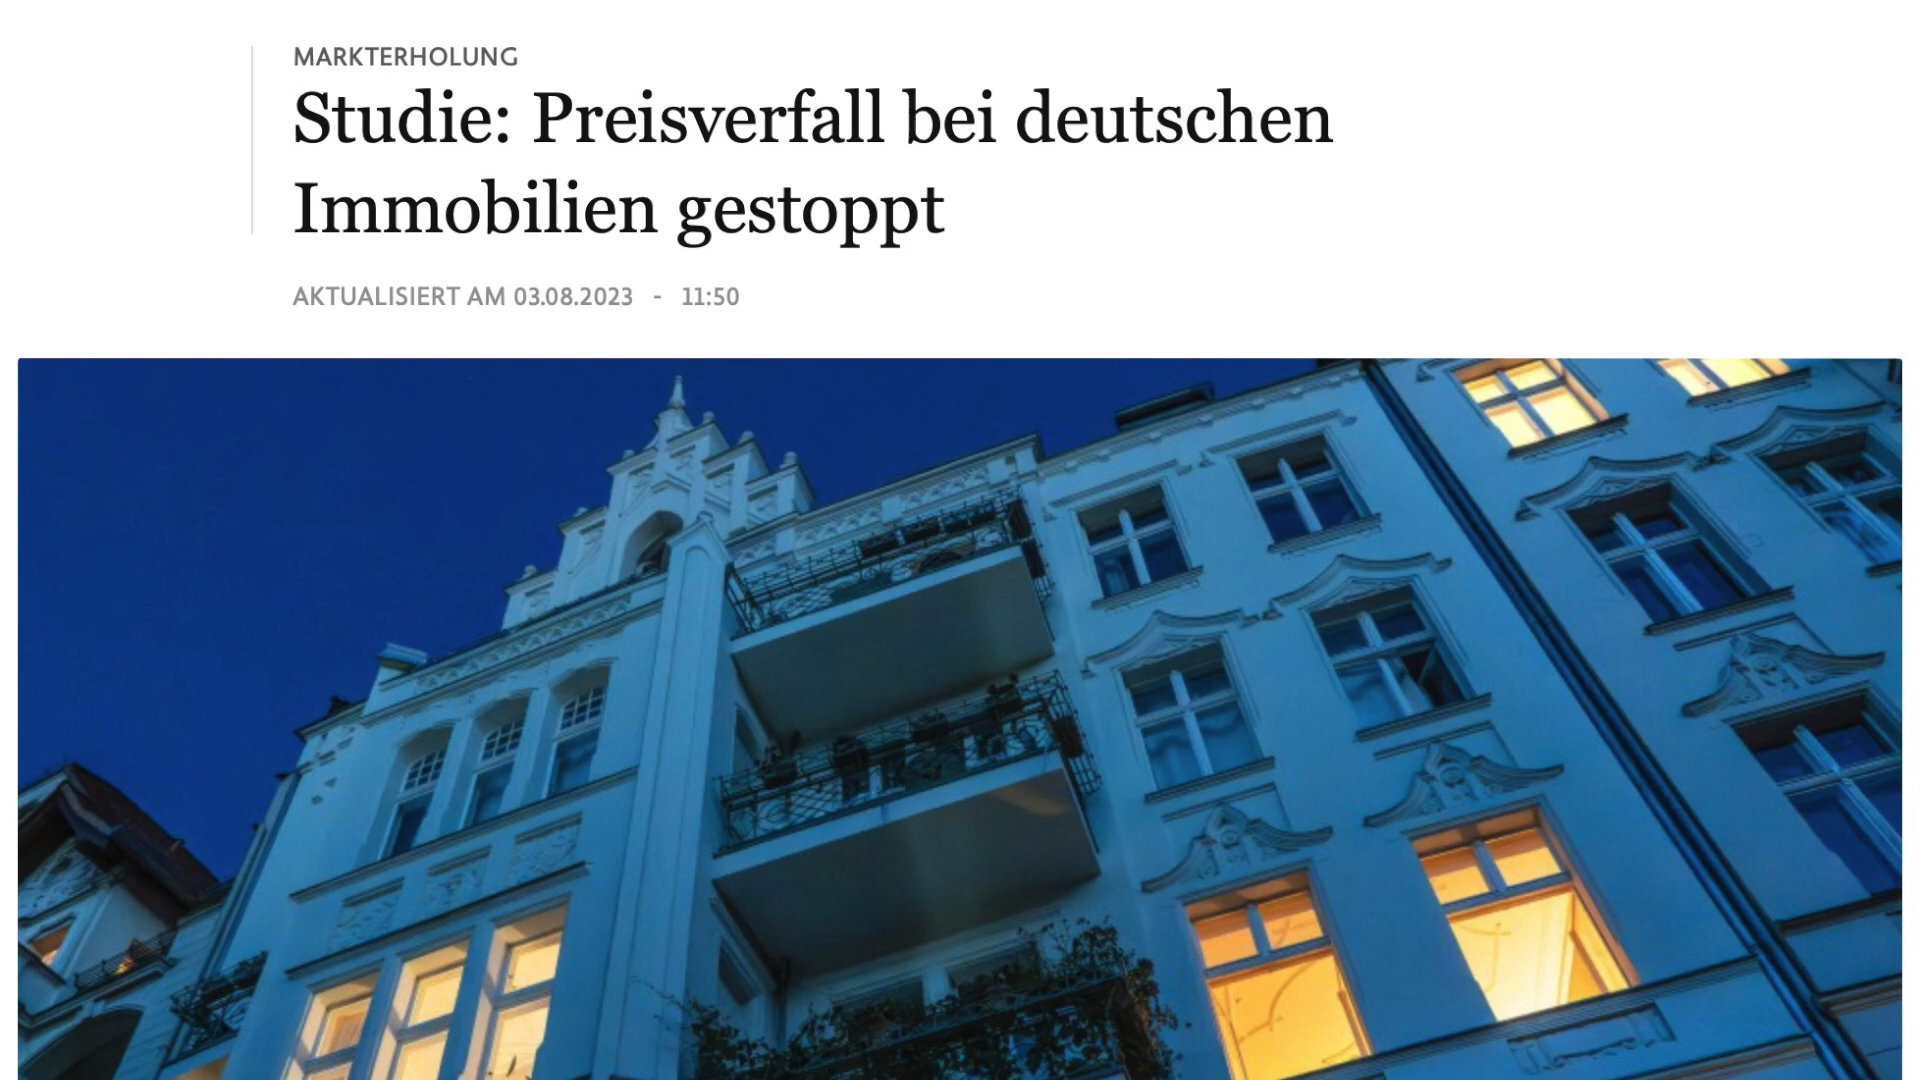 MARKTERHOLUNG
Studie: Preisverfall bei deutschen
Immobilien gestoppt
AKTUALISIERT AM 03.08.2023 - 11:50